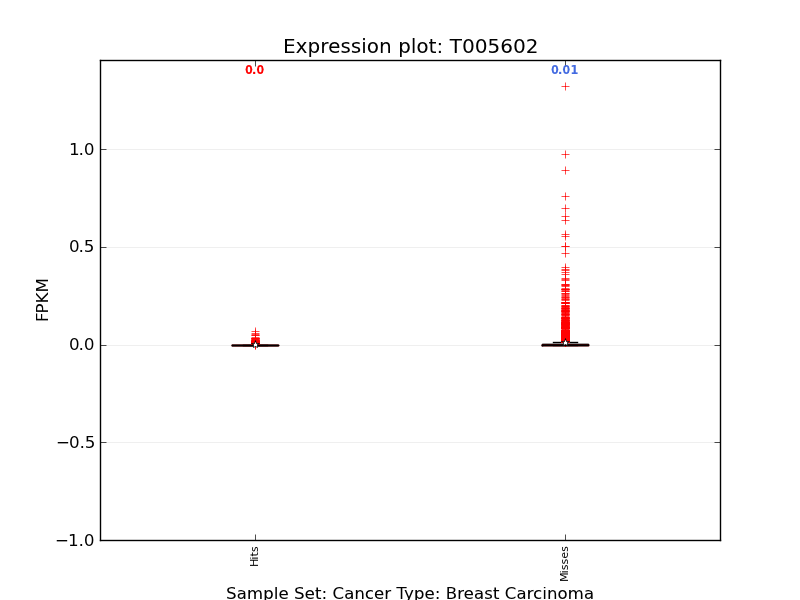 Expression plot: T005602
0.0 0.01
1.0
0.5
0.0
−0.5
−1.0
FPKM
Hits Misses
Sample Set: Cancer Type: Breast Carcinoma